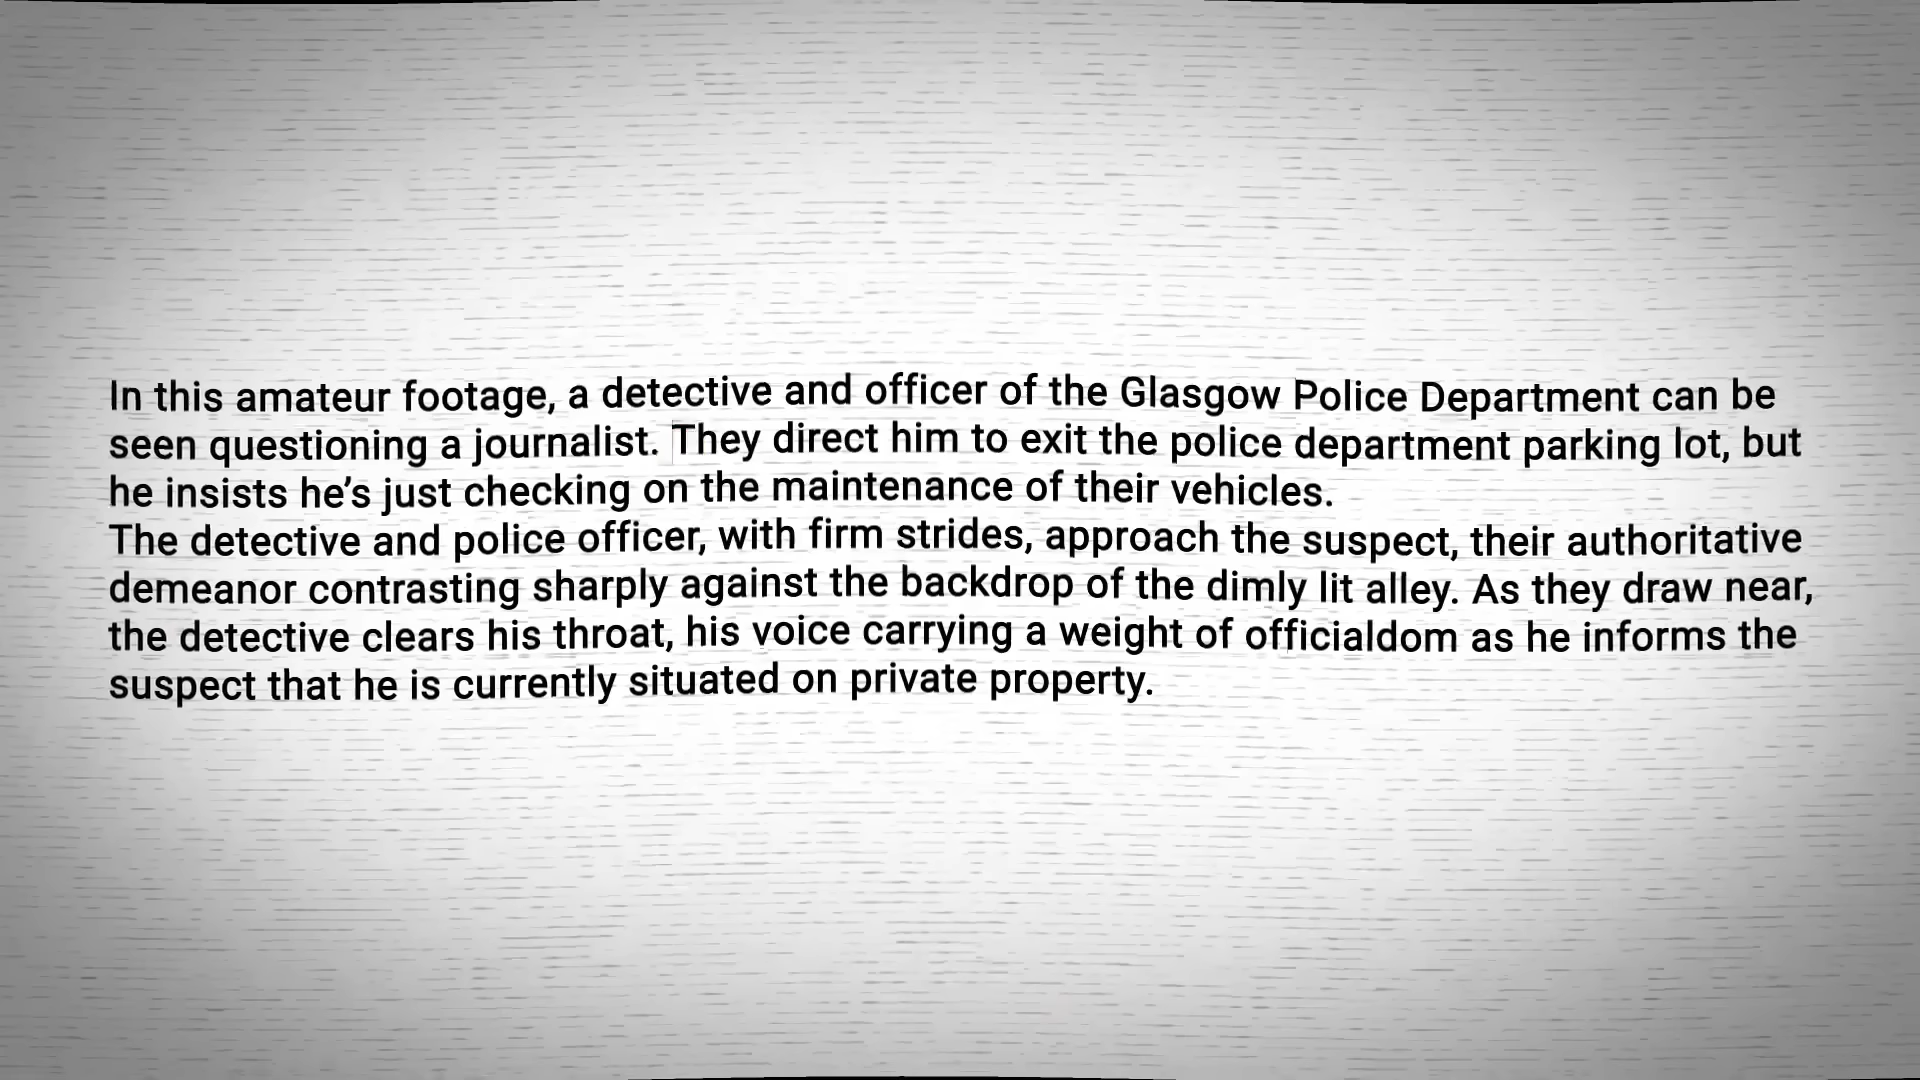 In this amateur footage, a detective and officer of the Glasgow Police Department can be
seen questioning a journalist. They direct him to exit the police department parking lot, but
he insists he’s just checking on the maintenance of their vehicles.
The detective and police officer, with firm strides, approach the suspect, their authoritative
demeanor contrasting sharply against the backdrop of the dimly lit alley. As they draw near,
the detective clears his throat, his voice carrying a weight of officialdom as he informs the
suspect that he is currently situated on private property.